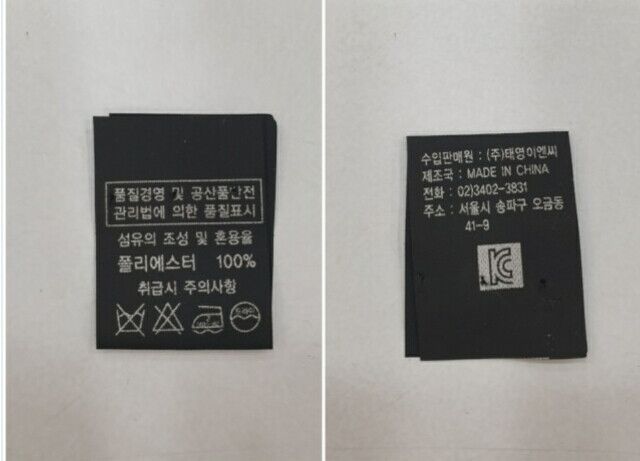 품질경영 및 공산품안전
관리법에 의한 품질표시
섬유의 조성 및 혼용율
폴리에스터 100%
취급시 주의사항
드라이
수입판매원 : (주)태영이엔씨
제조국 : MADE IN CHINA
전화 : 02)3402-3831
주소 : 서울시 송파구 오금동
41-9